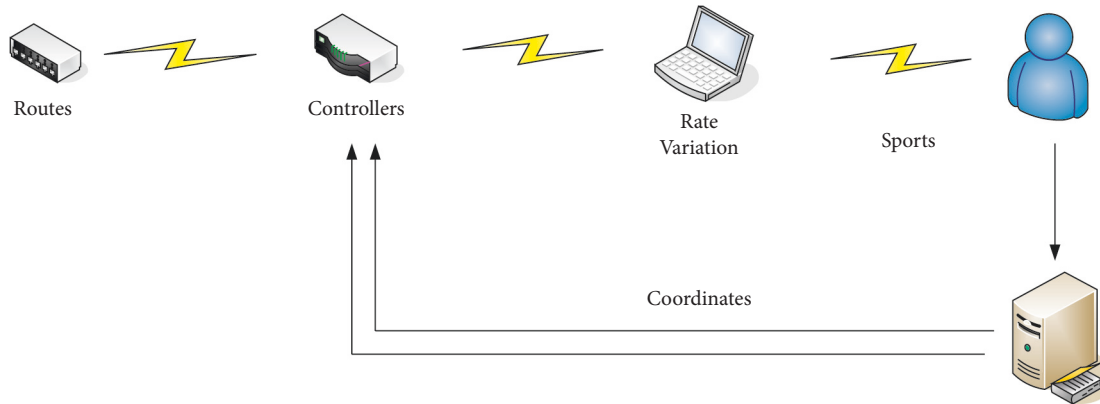 Routes
Controllers
Rate
Variation
Sports
Coordinates